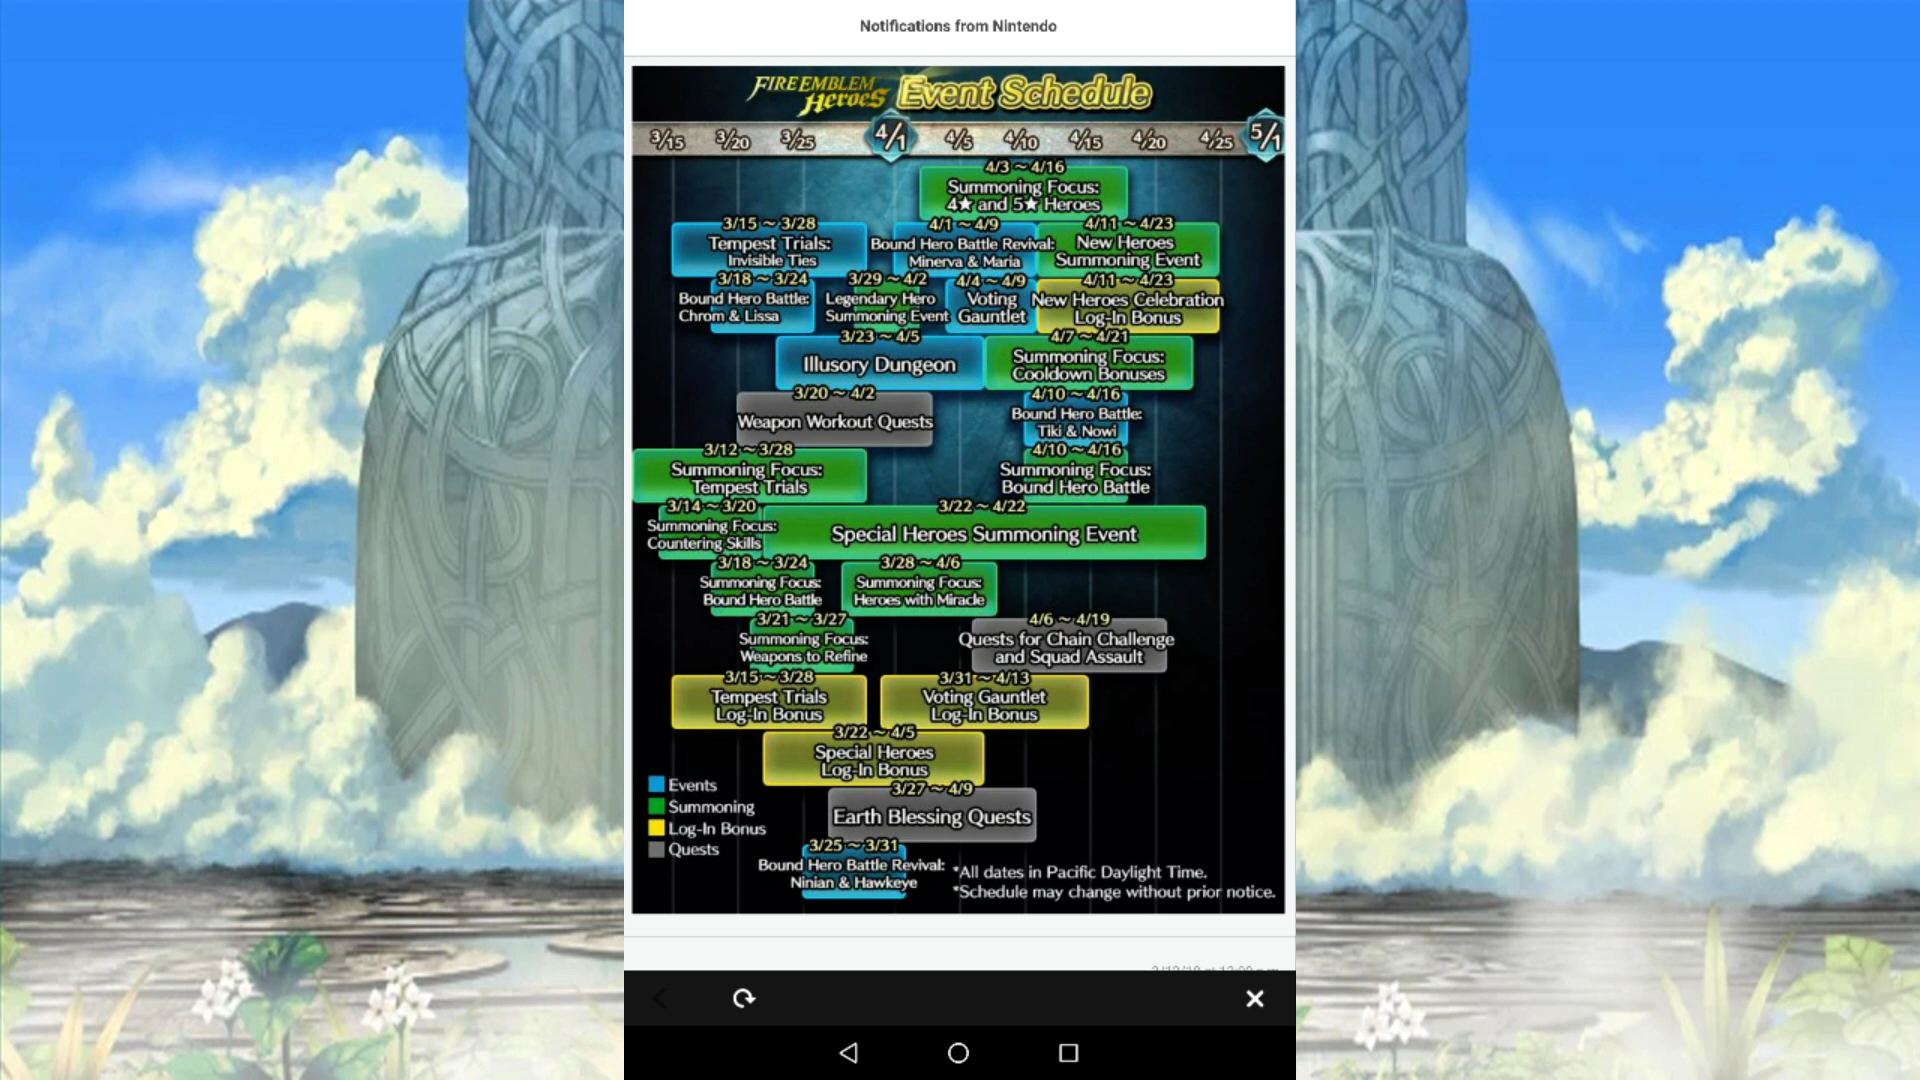 Notifications from Nintendo
FIRE EMBLEM
Heroes
Event Schedule
3/15 3/20 3/25 4/1 4/5 4/10 4/15 4/20 4/25 5/1
4/3 ~ 4/16
Summoning Focus:
4★ and 5★ Heroes
3/15 ~ 3/28
Tempest Trials:
Invisible Ties
4/1 ~ 4/9
Bound Hero Battle Revival:
Minerva & Maria
4/11 ~ 4/23
New Heroes
Summoning Event
3/18 ~ 3/24
Bound Hero Battle:
Chrom & Lissa
3/29 ~ 4/2
Legendary Hero
Summoning Event
4/4 ~ 4/9
Voting
Gauntlet
4/11 ~ 4/23
New Heroes Celebration
Log-In Bonus
3/23 ~ 4/5
Illusory Dungeon
4/7 ~ 4/21
Summoning Focus:
Cooldown Bonuses
3/20 ~ 4/2
Weapon Workout Quests
4/10 ~ 4/16
Bound Hero Battle:
Tiki & Nowi
3/12 ~ 3/28
Summoning Focus:
Tempest Trials
4/10 ~ 4/16
Summoning Focus:
Bound Hero Battle
3/14 ~ 3/20
Summoning Focus:
Countering Skills
3/22 ~ 4/22
Special Heroes Summoning Event
3/18 ~ 3/24
Summoning Focus:
Bound Hero Battle
3/28 ~ 4/6
Summoning Focus:
Heroes with Miracle
3/21 ~ 3/27
Summoning Focus:
Weapons to Refine
4/6 ~ 4/19
Quests for Chain Challenge
and Squad Assault
3/15 ~ 3/28
Tempest Trials
Log-In Bonus
3/31 ~ 4/13
Voting Gauntlet
Log-In Bonus
3/22 ~ 4/5
Special Heroes
Log-In Bonus
3/27 ~ 4/9
Earth Blessing Quests
Events
Summoning
Log-In Bonus
Quests
3/25 ~ 3/31
Bound Hero Battle Revival:
Ninian & Hawkeye
*All dates in Pacific Daylight Time.
*Schedule may change without prior notice.